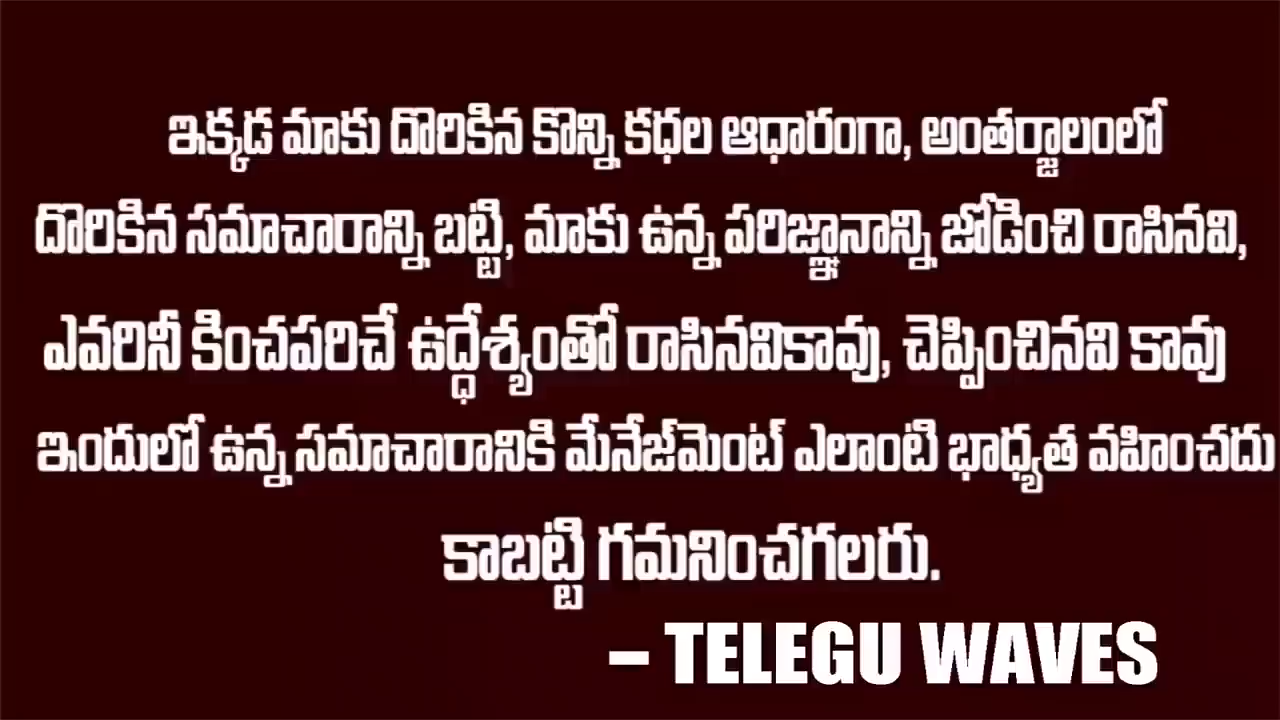 ఇక్కడ మాకు దొరికిన కొన్ని కధల ఆధారంగా, అంతర్జాలంలో
దొరికిన సమాచారాన్ని బట్టి, మాకు ఉన్న పరిజ్ఞానాన్ని జోడించి రాసినవి,
ఎవరినీ కించపరిచే ఉద్ధేశ్యంతో రాసినవికావు, చెప్పించినవి కావు
ఇందులో ఉన్న సమాచారానికి మేనేజ్‌మెంట్ ఎలాంటి భాధ్యత వహించదు
కాబట్టి గమనించగలరు.
– TELEGU WAVES